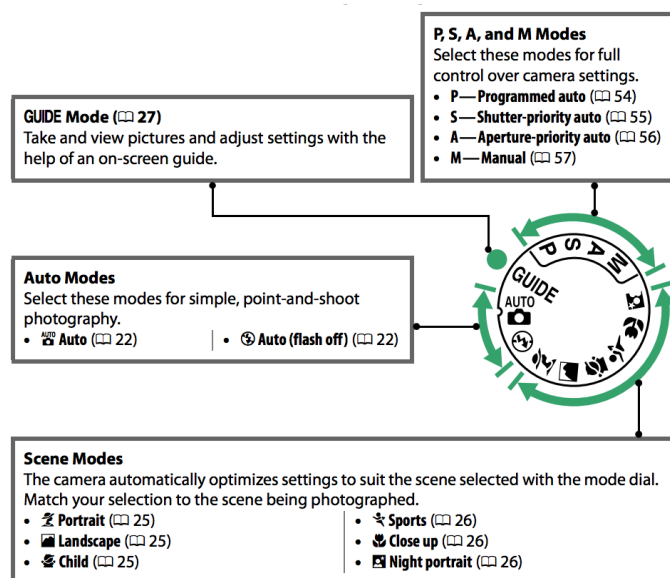 P, S, A, and M Modes
Select these modes for full
control over camera settings.
• P—Programmed auto (📖 54)
• S—Shutter-priority auto (📖 55)
• A—Aperture-priority auto (📖 56)
• M—Manual (📖 57)
GUIDE Mode (📖 27)
Take and view pictures and adjust settings with the
help of an on-screen guide.
Auto Modes
Select these modes for simple, point-and-shoot
photography.
• AUTO Auto (📖 22) • Auto (flash off) (📖 22)
M
A
S
P
GUIDE
AUTO
Scene Modes
The camera automatically optimizes settings to suit the scene selected with the mode dial.
Match your selection to the scene being photographed.
• Portrait (📖 25)
• Landscape (📖 25)
• Child (📖 25)
• Sports (📖 26)
• Close up (📖 26)
• Night portrait (📖 26)